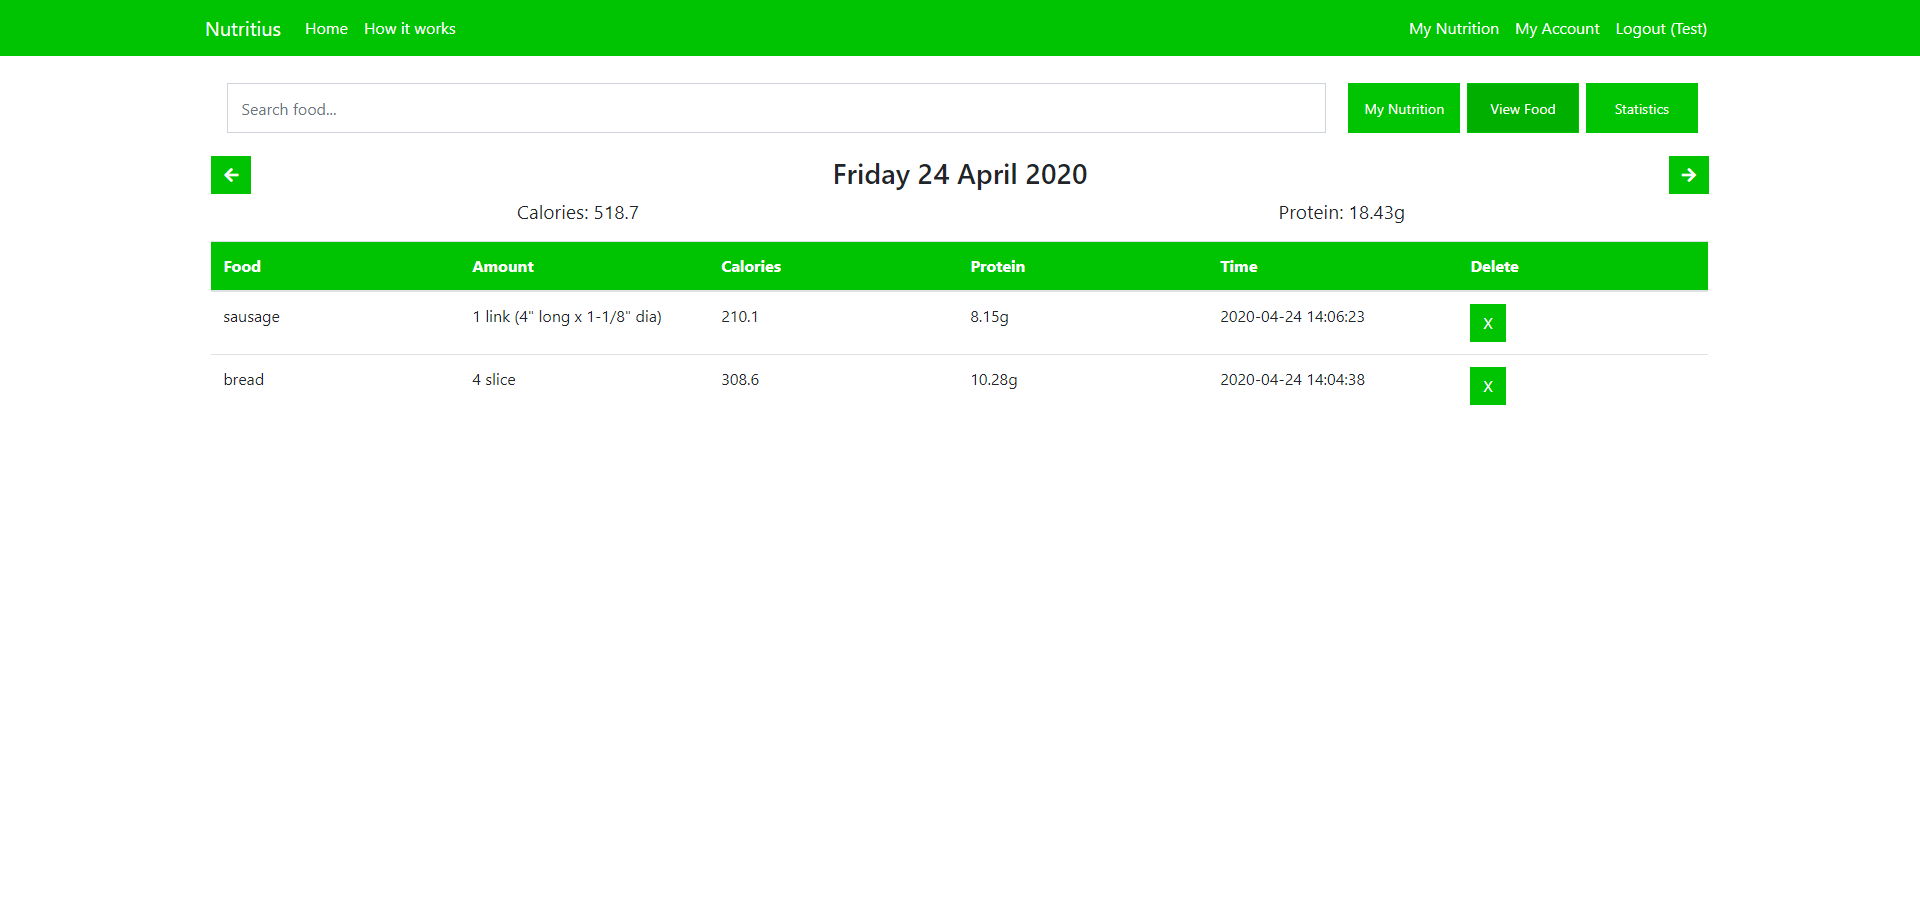 Nutritius Home How it works My Nutrition My Account Logout (Test)
Search food... My Nutrition View Food Statistics
Friday 24 April 2020
Calories: 518.7 Protein: 18.43g
Food Amount Calories Protein Time Delete
sausage 1 link (4" long x 1-1/8" dia) 210.1 8.15g 2020-04-24 14:06:23 X
bread 4 slice 308.6 10.28g 2020-04-24 14:04:38 X